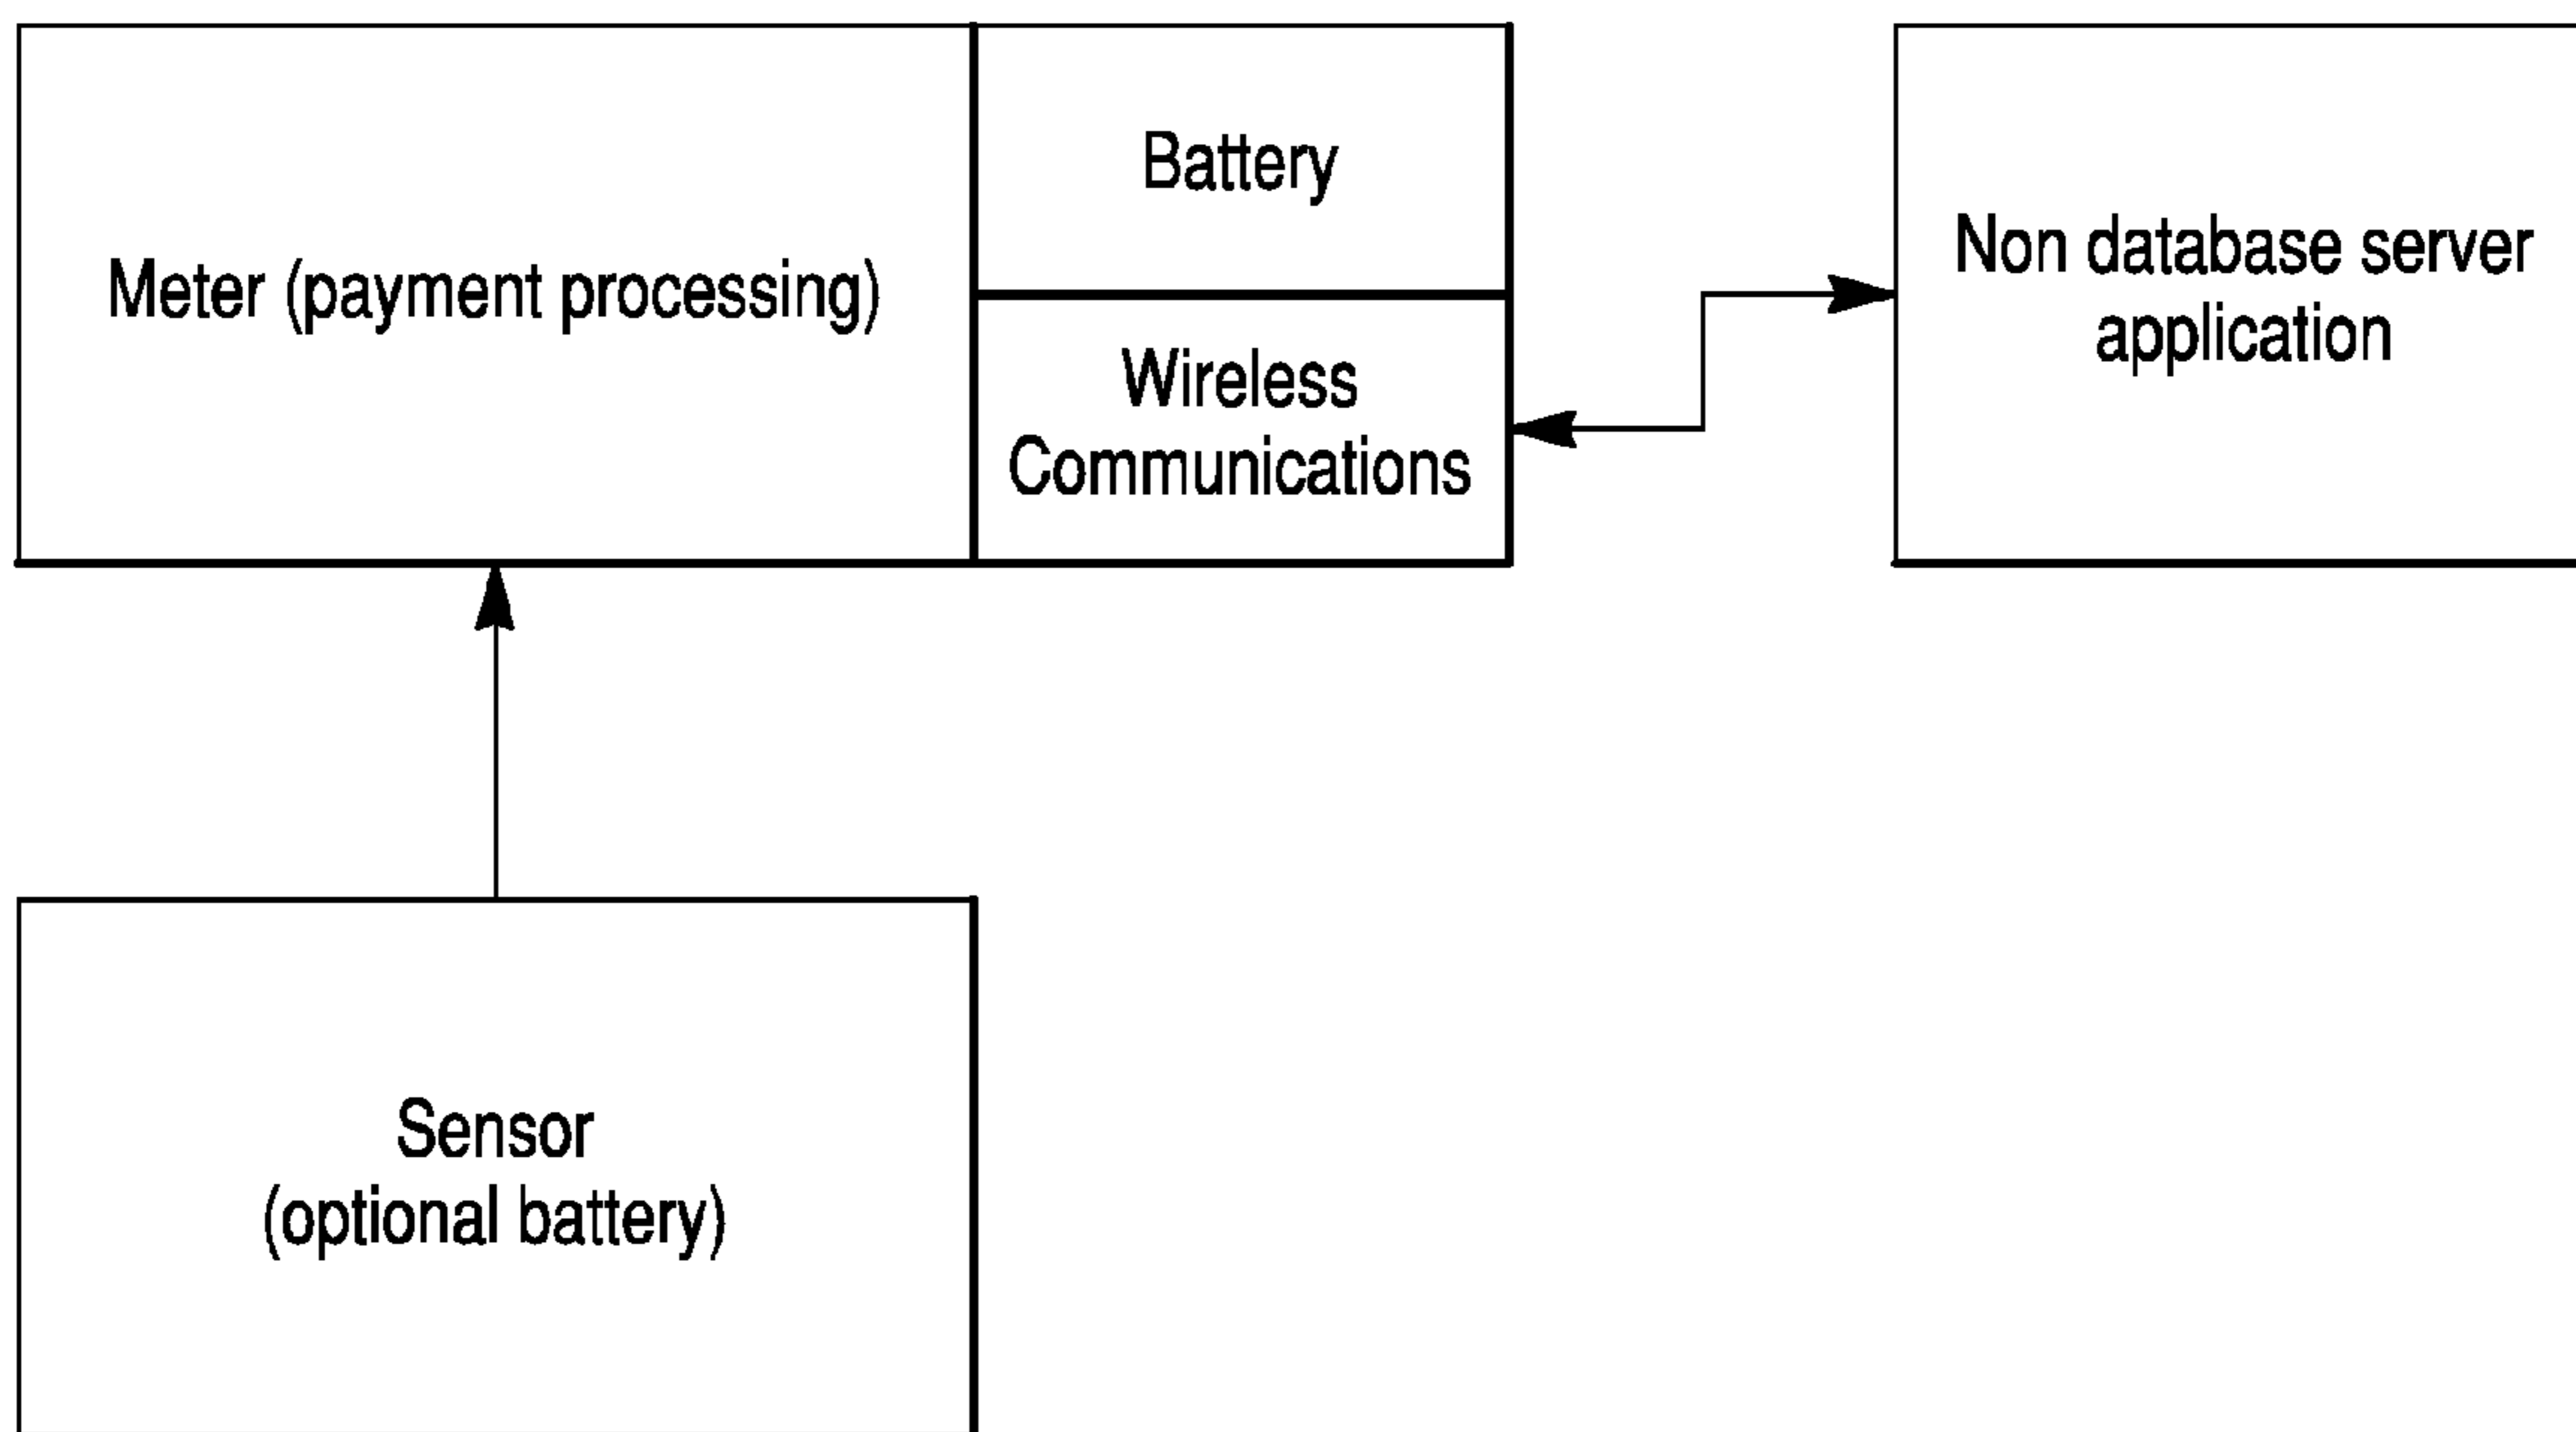 Meter (payment processing)
Battery
Wireless
Communications
Non database server
application
Sensor
(optional battery)